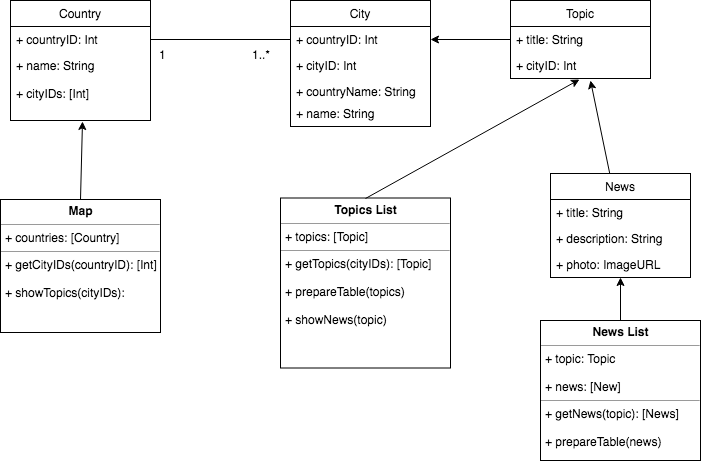 Country
+ countryID: Int
+ name: String
+ cityIDs: [Int]
1
1..*
City
+ countryID: Int
+ cityID: Int
+ countryName: String
+ name: String
Topic
+ title: String
+ cityID: Int
Map
+ countries: [Country]
+ getCityIDs(countryID): [Int]
+ showTopics(cityIDs):
Topics List
+ topics: [Topic]
+ getTopics(cityIDs): [Topic]
+ prepareTable(topics)
+ showNews(topic)
News
+ title: String
+ description: String
+ photo: ImageURL
News List
+ topic: Topic
+ news: [New]
+ getNews(topic): [News]
+ prepareTable(news)